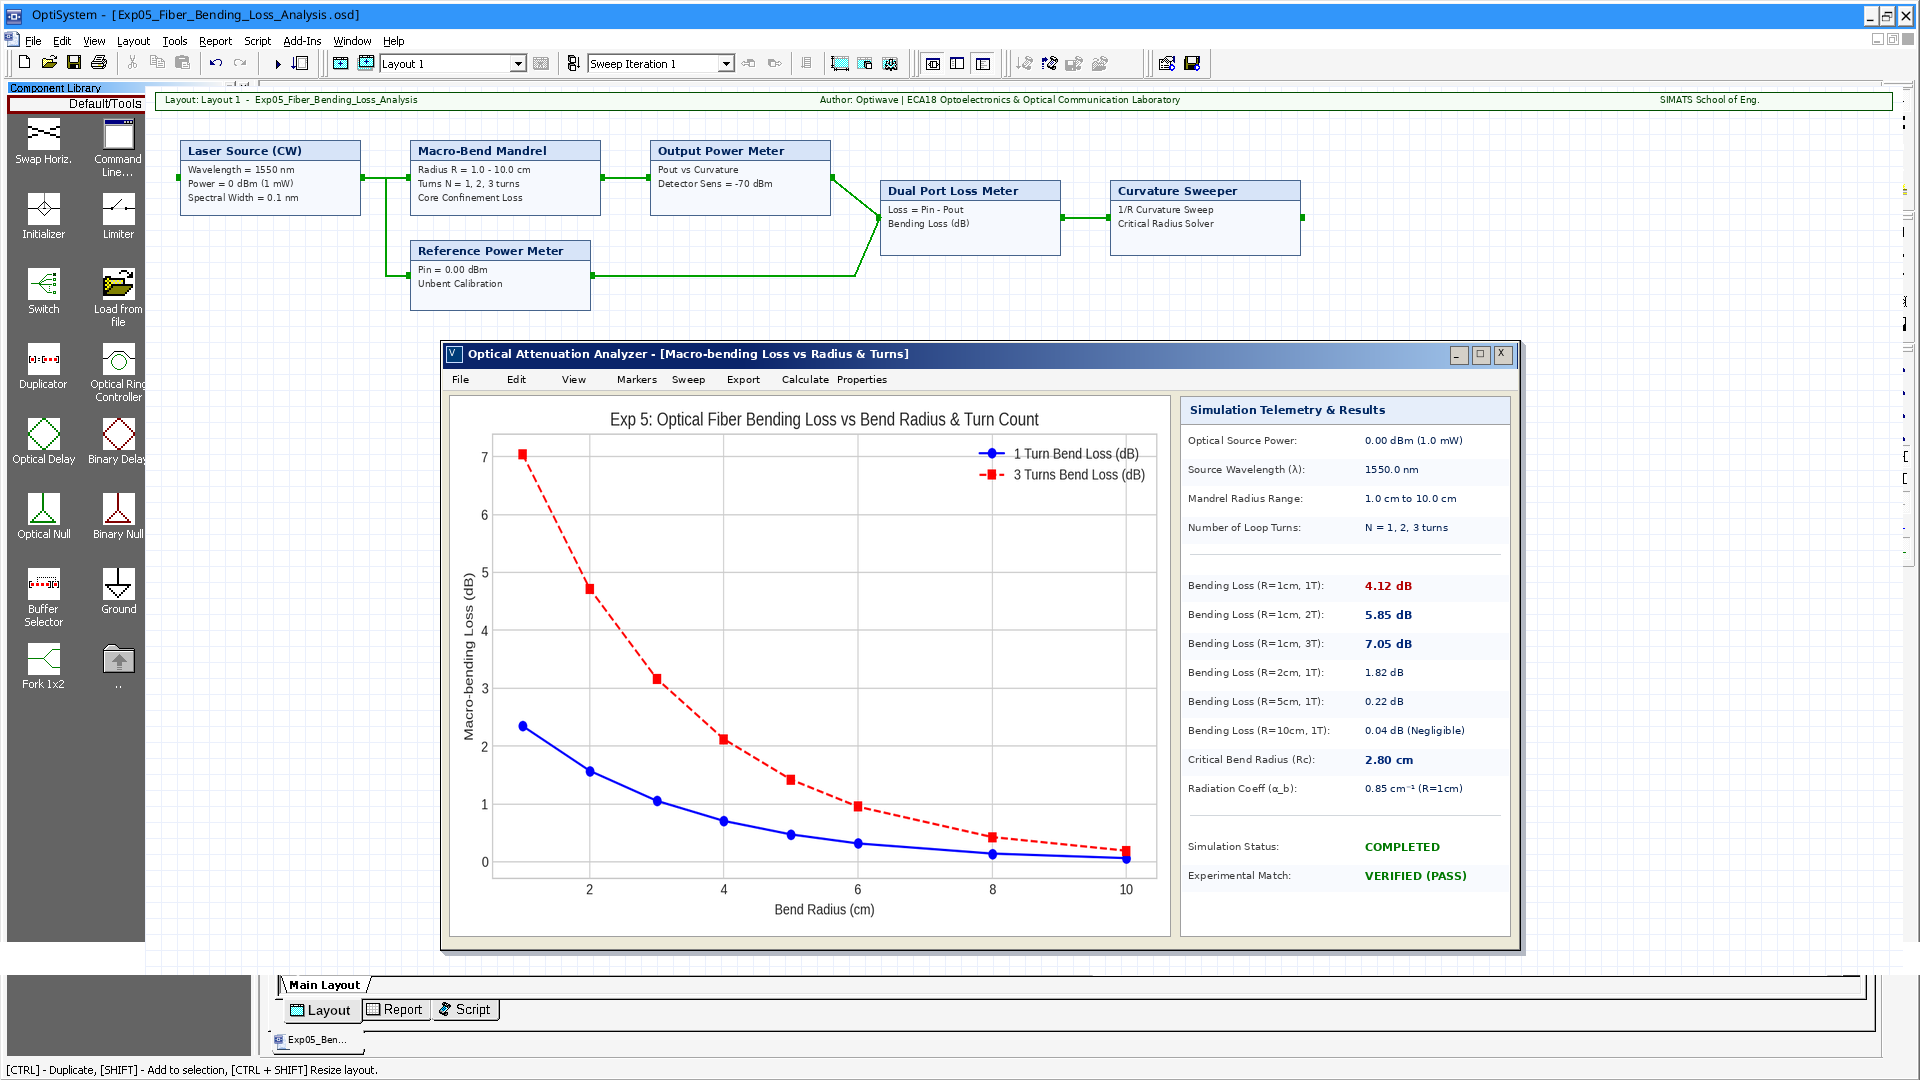 OptiSystem - [Exp05_Fiber_Bending_Loss_Analysis.osd]
File Edit View Layout Tools Report Script Add-Ins Window Help
Layout 1 Sweep Iteration 1
Component Library
Default/Tools
Layout: Layout 1 - Exp05_Fiber_Bending_Loss_Analysis
Author: Optiwave | ECA18 Optoelectronics & Optical Communication Laboratory
SIMATS School of Eng.
Swap Horiz.
Command Line...
Initializer
Limiter
Switch
Load from file
Duplicator
Optical Ring Controller
Optical Delay
Binary Delay
Optical Null
Binary Null
Buffer Selector
Ground
Fork 1x2
..
Laser Source (CW)
Wavelength = 1550 nm
Power = 0 dBm (1 mW)
Spectral Width = 0.1 nm
Macro-Bend Mandrel
Radius R = 1.0 - 10.0 cm
Turns N = 1, 2, 3 turns
Core Confinement Loss
Output Power Meter
Pout vs Curvature
Detector Sens = -70 dBm
Dual Port Loss Meter
Loss = Pin - Pout
Bending Loss (dB)
Curvature Sweeper
1/R Curvature Sweep
Critical Radius Solver
Reference Power Meter
Pin = 0.00 dBm
Unbent Calibration
V Optical Attenuation Analyzer - [Macro-bending Loss vs Radius & Turns]
File Edit View Markers Sweep Export Calculate Properties
Exp 5: Optical Fiber Bending Loss vs Bend Radius & Turn Count
1 Turn Bend Loss (dB)
3 Turns Bend Loss (dB)
Macro-bending Loss (dB)
7
6
5
4
3
2
1
0
2 4 6 8 10
Bend Radius (cm)
Simulation Telemetry & Results
Optical Source Power: 0.00 dBm (1.0 mW)
Source Wavelength (λ): 1550.0 nm
Mandrel Radius Range: 1.0 cm to 10.0 cm
Number of Loop Turns: N = 1, 2, 3 turns
Bending Loss (R=1cm, 1T): 4.12 dB
Bending Loss (R=1cm, 2T): 5.85 dB
Bending Loss (R=1cm, 3T): 7.05 dB
Bending Loss (R=2cm, 1T): 1.82 dB
Bending Loss (R=5cm, 1T): 0.22 dB
Bending Loss (R=10cm, 1T): 0.04 dB (Negligible)
Critical Bend Radius (Rc): 2.80 cm
Radiation Coeff (α_b): 0.85 cm⁻¹ (R=1cm)
Simulation Status: COMPLETED
Experimental Match: VERIFIED (PASS)
Main Layout
Layout Report Script
Exp05_Ben...
[CTRL] - Duplicate, [SHIFT] - Add to selection, [CTRL + SHIFT] Resize layout.